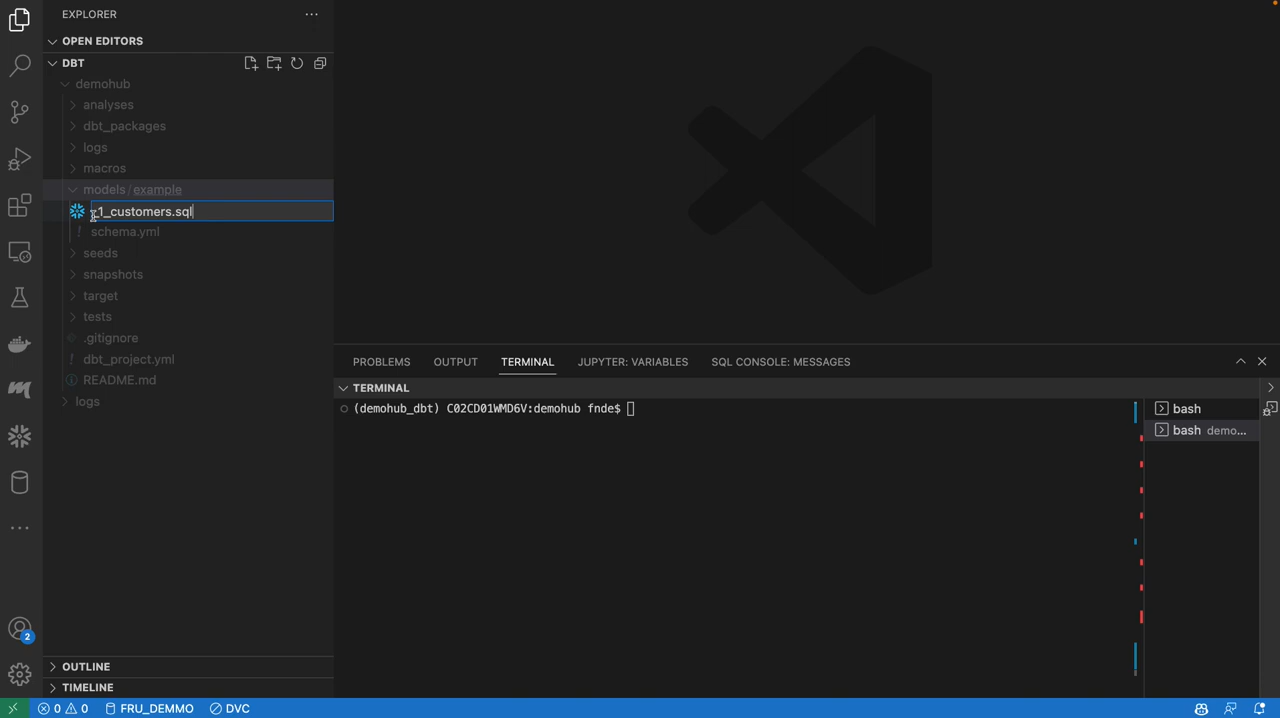 EXPLORER
OPEN EDITORS
DBT
demohub
analyses
dbt_packages
logs
macros
models / example
_1_customers.sql
schema.yml
seeds
snapshots
target
tests
.gitignore
dbt_project.yml
README.md
logs
OUTLINE
TIMELINE
PROBLEMS OUTPUT TERMINAL JUPYTER: VARIABLES SQL CONSOLE: MESSAGES
TERMINAL
(demohub_dbt) C02CD01WMD6V:demohub fnde$
bash
bash demo...
2
0 0 FRU_DEMMO DVC